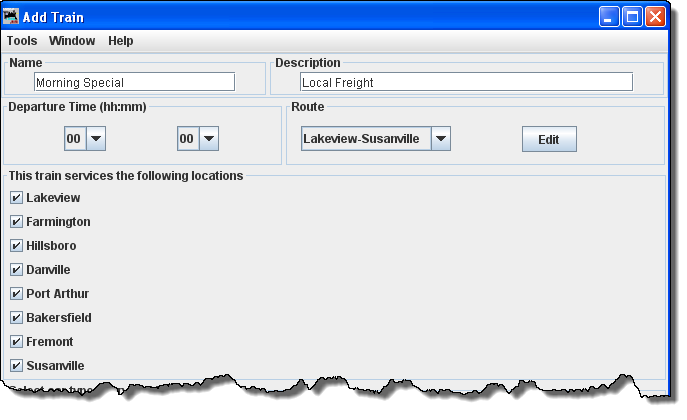 Add Train
Tools Window Help
Name
Morning Special
Description
Local Freight
Departure Time (hh:mm)
00 00
Route
Lakeview-Susanville Edit
This train services the following locations
Lakeview
Farmington
Hillsboro
Danville
Port Arthur
Bakersfield
Fremont
Susanville